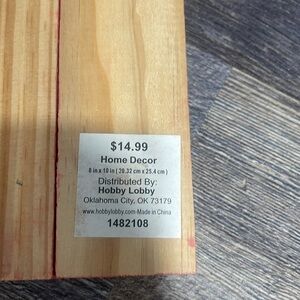 $14.99
Home Decor
8 in x 10 in ( 20.32 cm x 25.4 cm )
Distributed By:
Hobby Lobby
Oklahoma City, OK 73179
www.hobbylobby.com-Made in China
1482108